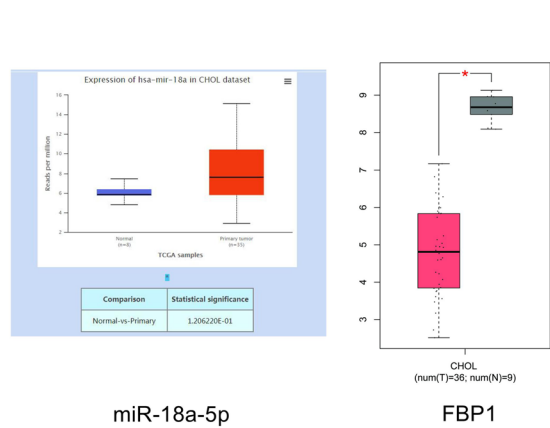 Expression of hsa-mir-18a in CHOL dataset
Reads per million
16
14
12
10
8
6
4
2
Normal
(n=8)
Primary tumor
(n=35)
TCGA samples
Comparison Statistical significance
Normal-vs-Primary 1.206220E-01
miR-18a-5p
*
9
8
7
6
5
4
3
CHOL
(num(T)=36; num(N)=9)
FBP1